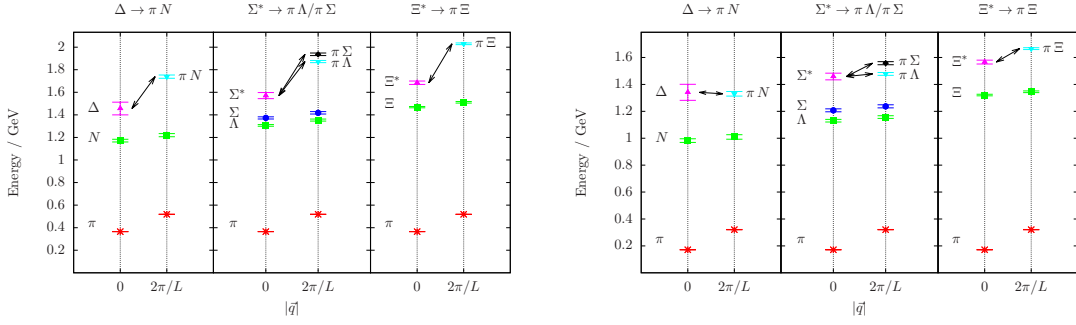 Δ → π N Σ* → π Λ/π Σ Ξ* → π Ξ
Energy / GeV
2
1.8
1.6
1.4
1.2
1
0.8
0.6
0.4
0.2
Δ
N
π
π N
Σ*
Σ
Λ
π Σ
π Λ
Ξ*
Ξ
π Ξ
0 2π/L 0 2π/L 0 2π/L
|q⃗|
Δ → π N Σ* → π Λ/π Σ Ξ* → π Ξ
Energy / GeV
1.6
1.4
1.2
1
0.8
0.6
0.4
0.2
Δ
N
π
π N
Σ*
Σ
Λ
π
π Σ
π Λ
Ξ*
Ξ
π
π Ξ
0 2π/L 0 2π/L 0 2π/L
|q⃗|